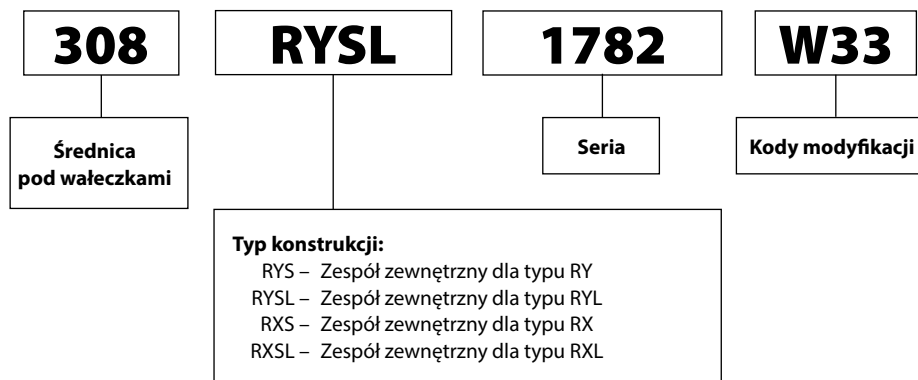 308 RYSL 1782 W33
Średnica
pod wałeczkami
Seria
Kody modyfikacji
Typ konstrukcji:
RYS – Zespół zewnętrzny dla typu RY
RYSL – Zespół zewnętrzny dla typu RYL
RXS – Zespół zewnętrzny dla typu RX
RXSL – Zespół zewnętrzny dla typu RXL